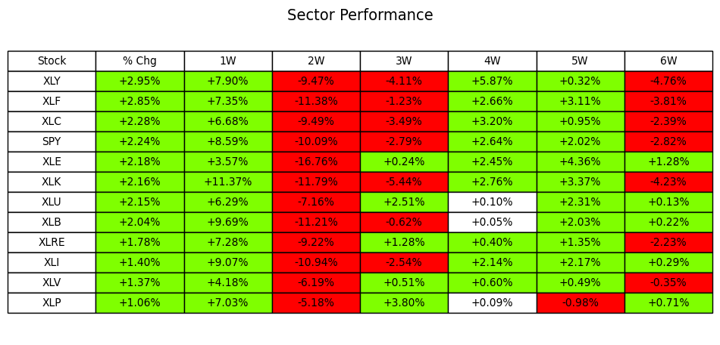 Sector Performance
Stock % Chg 1W 2W 3W 4W 5W 6W
XLY +2.95% +7.90% -9.47% -4.11% +5.87% +0.32% -4.76%
XLF +2.85% +7.35% -11.38% -1.23% +2.66% +3.11% -3.81%
XLC +2.28% +6.68% -9.49% -3.49% +3.20% +0.95% -2.39%
SPY +2.24% +8.59% -10.09% -2.79% +2.64% +2.02% -2.82%
XLE +2.18% +3.57% -16.76% +0.24% +2.45% +4.36% +1.28%
XLK +2.16% +11.37% -11.79% -5.44% +2.76% +3.37% -4.23%
XLU +2.15% +6.29% -7.16% +2.51% +0.10% +2.31% +0.13%
XLB +2.04% +9.69% -11.21% -0.62% +0.05% +2.03% +0.22%
XLRE +1.78% +7.28% -9.22% +1.28% +0.40% +1.35% -2.23%
XLI +1.40% +9.07% -10.94% -2.54% +2.14% +2.17% +0.29%
XLV +1.37% +4.18% -6.19% +0.51% +0.60% +0.49% -0.35%
XLP +1.06% +7.03% -5.18% +3.80% +0.09% -0.98% +0.71%